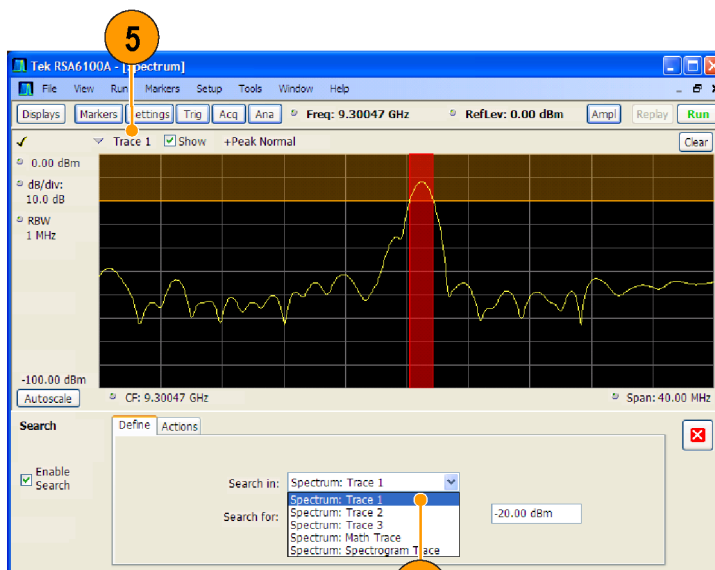 5
Tek RSA6100A - [Spectrum]
File View Run Markers Setup Tools Window Help
Displays Markers Settings Trig Acq Ana Freq: 9.30047 GHz RefLev: 0.00 dBm Ampl Replay Run
Trace 1 Show +Peak Normal Clear
0.00 dBm
dB/div:
10.0 dB
RBW
1 MHz
-100.00 dBm
Autoscale CF: 9.30047 GHz Span: 40.00 MHz
Search Define Actions
Enable
Search
Search in: Spectrum: Trace 1
Spectrum: Trace 1
Spectrum: Trace 2
Search for: -20.00 dBm
Spectrum: Trace 3
Spectrum: Math Trace
Spectrum: Spectrogram Trace